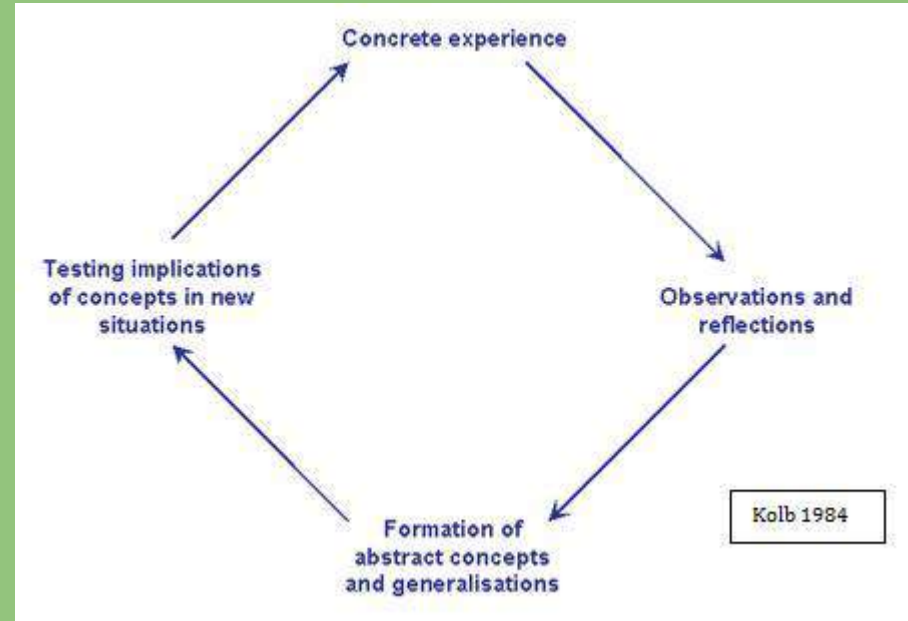 Concrete experience
Observations and
reflections
Formation of
abstract concepts
and generalisations
Testing implications
of concepts in new
situations
Kolb 1984